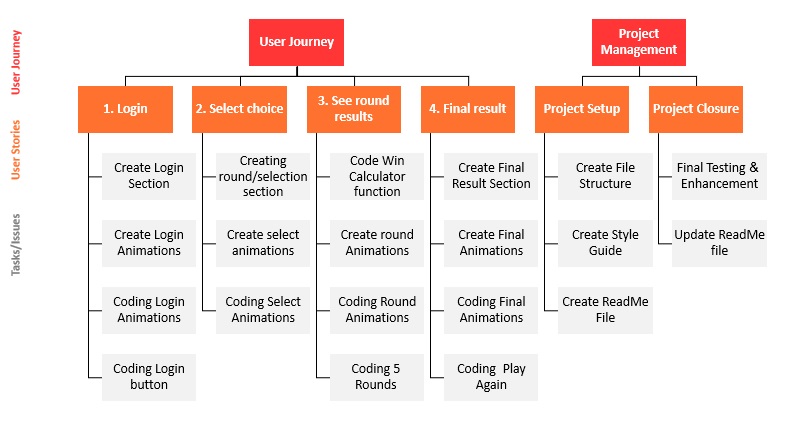 User Journey
User Stories
Tasks/Issues
User Journey
Project
Management
1. Login
2. Select choice
3. See round
results
4. Final result
Project Setup
Project Closure
Create Login
Section
Creating
round/selection
section
Code Win
Calculator
function
Create Final
Result Section
Create File
Structure
Final Testing &
Enhancement
Create Login
Animations
Create select
animations
Create round
Animations
Create Final
Animations
Create Style
Guide
Update ReadMe
file
Coding Login
Animations
Coding Select
Animations
Coding Round
Animations
Coding Final
Animations
Create ReadMe
File
Coding Login
button
Coding 5
Rounds
Coding  Play
Again